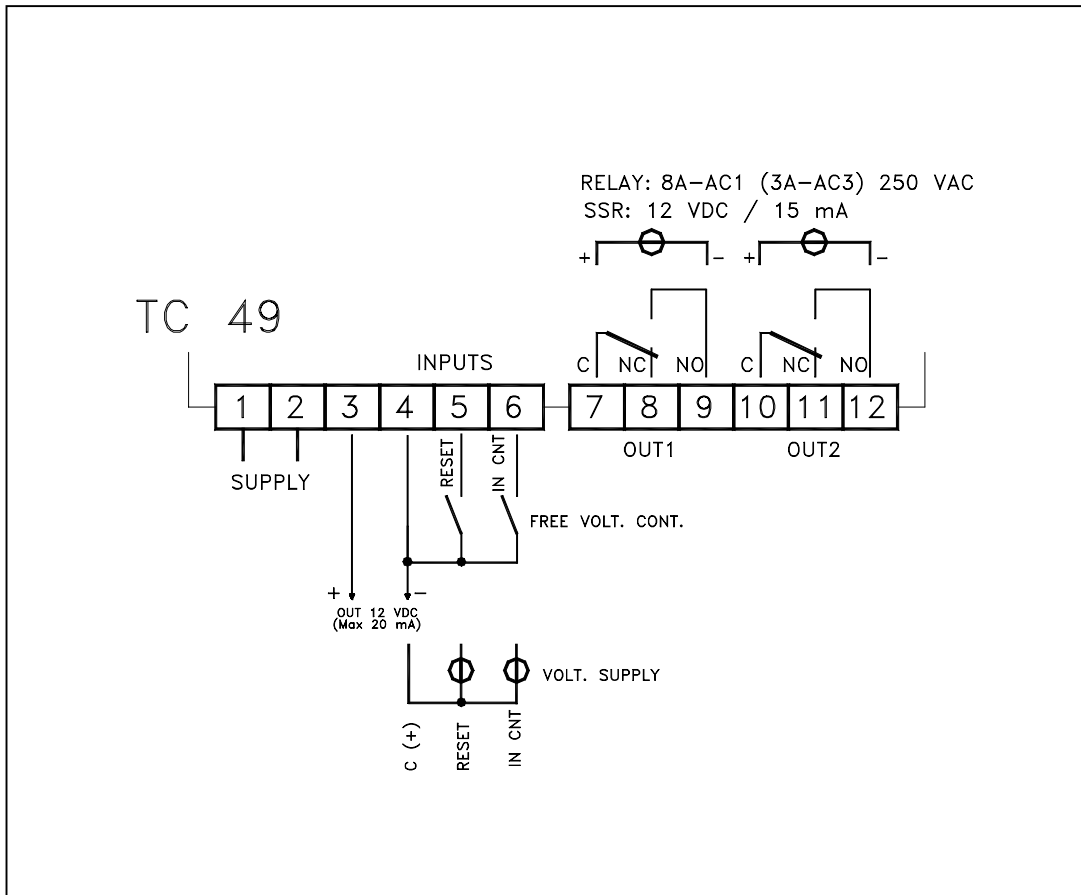 RELAY: 8A-AC1 (3A-AC3) 250 VAC
SSR: 12 VDC / 15 mA
+ - + -
TC 49
INPUTS
C NC NO C NC NO
1 2 3 4 5 6 7 8 9 10 11 12
SUPPLY
OUT1 OUT2
RESET
IN CNT
FREE VOLT. CONT.
+ -
OUT 12 VDC
(Max 20 mA)
VOLT. SUPPLY
C (+)
RESET
IN CNT